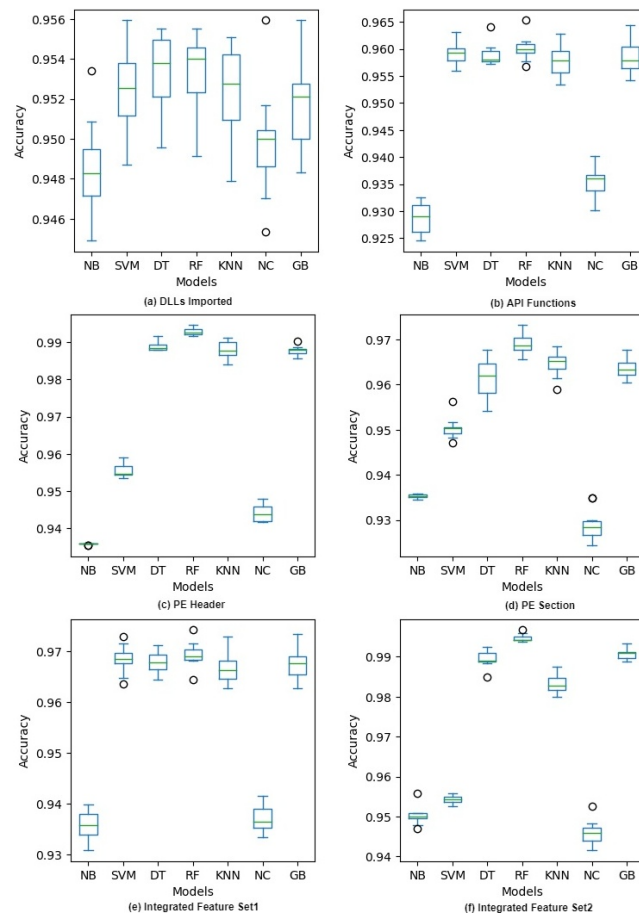 0.956
0.954
0.952
0.950
0.948
0.946
Accuracy
NB SVM DT RF KNN NC GB
Models
(a) DLLs Imported
0.965
0.960
0.955
0.950
0.945
0.940
0.935
0.930
0.925
Accuracy
NB SVM DT RF KNN NC GB
Models
(b) API Functions
0.99
0.98
0.97
0.96
0.95
0.94
Accuracy
NB SVM DT RF KNN NC GB
Models
(c) PE Header
0.97
0.96
0.95
0.94
0.93
Accuracy
NB SVM DT RF KNN NC GB
Models
(d) PE Section
0.97
0.96
0.95
0.94
0.93
Accuracy
NB SVM DT RF KNN NC GB
Models
(e) Integrated Feature Set1
0.99
0.98
0.97
0.96
0.95
0.94
Accuracy
NB SVM DT RF KNN NC GB
Models
(f) Integrated Feature Set2